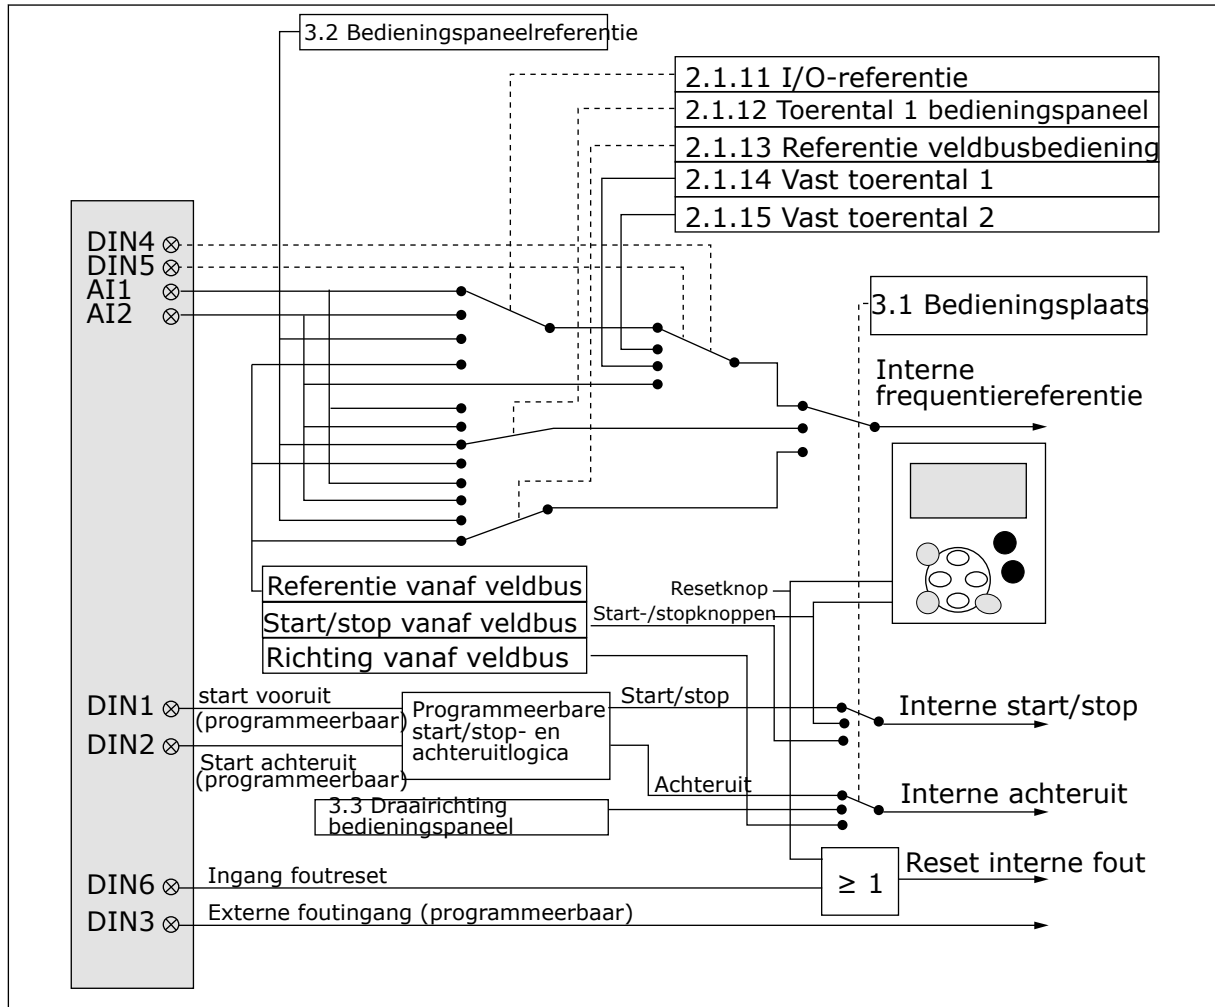 3.2 Bedieningspaneelreferentie
2.1.11 I/O-referentie
2.1.12 Toerental 1 bedieningspaneel
2.1.13 Referentie veldbusbediening
2.1.14 Vast toerental 1
2.1.15 Vast toerental 2
DIN4
DIN5
AI1
AI2
3.1 Bedieningsplaats
Interne
frequentiereferentie
Referentie vanaf veldbus
Start/stop vanaf veldbus
Richting vanaf veldbus
Resetknop
Start-/stopknoppen
DIN1
start vooruit
(programmeerbaar)
DIN2
Start achteruit
(programmeerbaar)
Programmeerbare
start/stop- en
achteruitlogica
Start/stop
Interne start/stop
Achteruit
Interne achteruit
3.3 Draairichting
bedieningspaneel
DIN6
Ingang foutreset
≥ 1
Reset interne fout
DIN3
Externe foutingang (programmeerbaar)